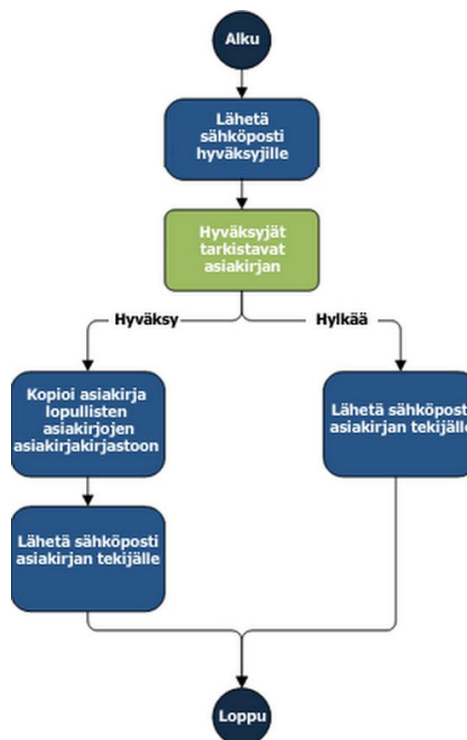 Alku
Lähetä
sähköposti
hyväksyjille
Hyväksyjät
tarkistavat
asiakirjan
Hyväksy
Hylkää
Kopioi asiakirja
lopullisten
asiakirjojen
asiakirjakirjastoon
Lähetä sähköposti
asiakirjan tekijälle
Lähetä sähköposti
asiakirjan tekijälle
Loppu